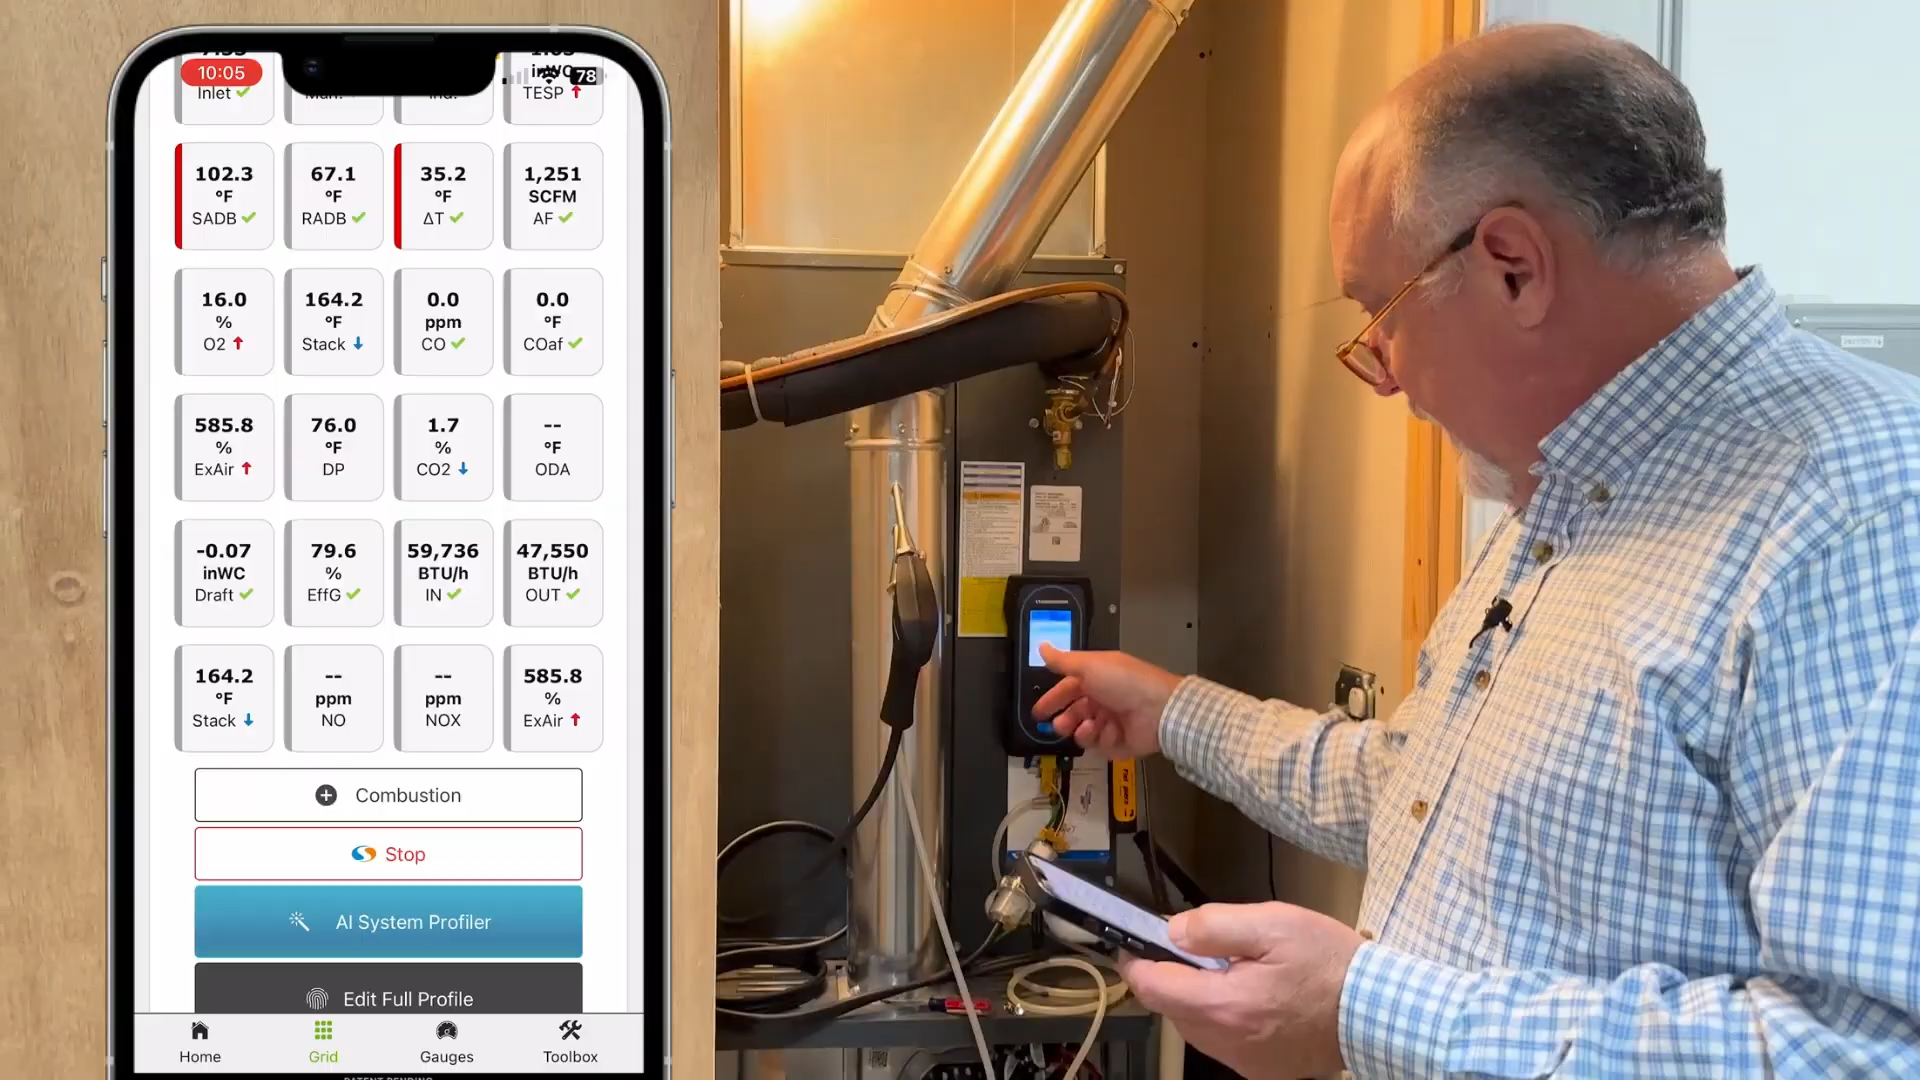 10:05
78
inWC
Inlet
TESP
102.3
°F
SADB
67.1
°F
RADB
35.2
°F
ΔT
1,251
SCFM
AF
16.0
%
O2
164.2
°F
Stack
0.0
ppm
CO
0.0
°F
COaf
585.8
%
ExAir
76.0
°F
DP
1.7
%
CO2
--
°F
ODA
-0.07
inWC
Draft
79.6
%
EffG
59,736
BTU/h
IN
47,550
BTU/h
OUT
164.2
°F
Stack
--
ppm
NO
--
ppm
NOX
585.8
%
ExAir
Combustion
Stop
AI System Profiler
Edit Full Profile
Home
Grid
Gauges
Toolbox